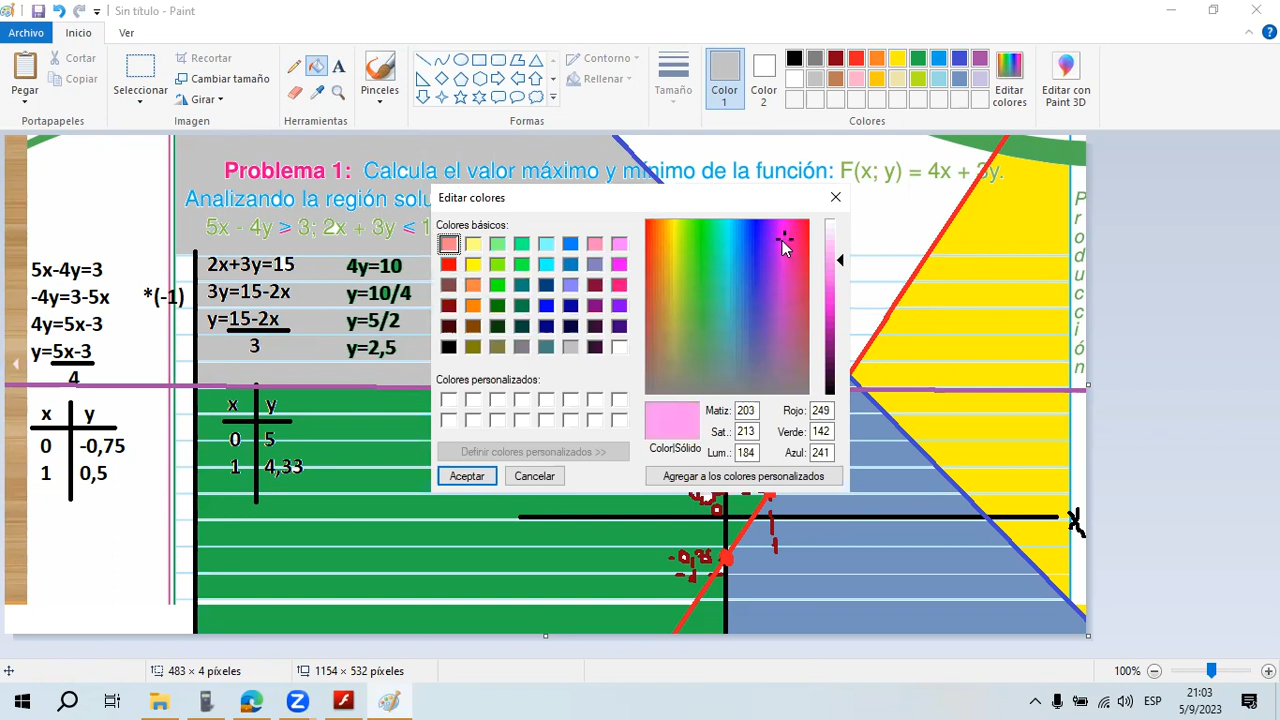 Sin título - Paint
Archivo Inicio Ver
Pegar
Cortar
Copiar
Portapapeles
Seleccionar
Recortar
Cambiar tamaño
Girar
Imagen
A
Herramientas
Pinceles
Contorno
Rellenar
Formas
Tamaño
Color 1
Color 2
Editar colores
Colores
Editar con Paint 3D
Problema 1: Calcula el valor máximo y mínimo de la función: F(x; y) = 4x + 3y.
Analizando la región
5x - 4y ≥ 3; 2x + 3y ≤
Producción
5x-4y=3
-4y=3-5x *(-1)
4y=5x-3
y=5x-3
4
x y
0 -0,75
1 0,5
2x+3y=15
3y=15-2x
y=15-2x
3
x y
0 5
1 4,33
4y=10
y=10/4
y=5/2
y=2,5
Editar colores
Colores básicos:
Colores personalizados:
Definir colores personalizados >>
Aceptar Cancelar
Color|Sólido
Matiz: 203 Rojo: 249
Sat.: 213 Verde: 142
Lum.: 184 Azul: 241
Agregar a los colores personalizados
x
-1
483 × 4 píxeles
1154 × 532 píxeles
100%
ESP
21:03
5/9/2023